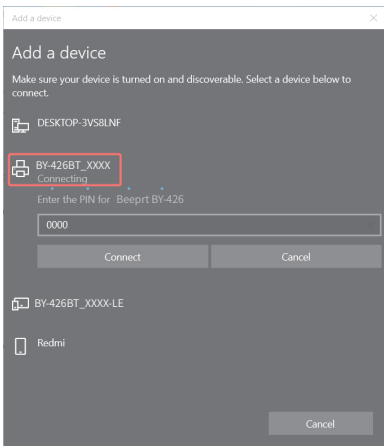 Add a device
Add a device
Make sure your device is turned on and discoverable. Select a device below to
connect.
DESKTOP-3VS8LNF
BY-426BT_XXXX
Connecting
Enter the PIN for Beeprt BY-426
0000
Connect Cancel
BY-426BT_XXXX-LE
Redmi
Cancel